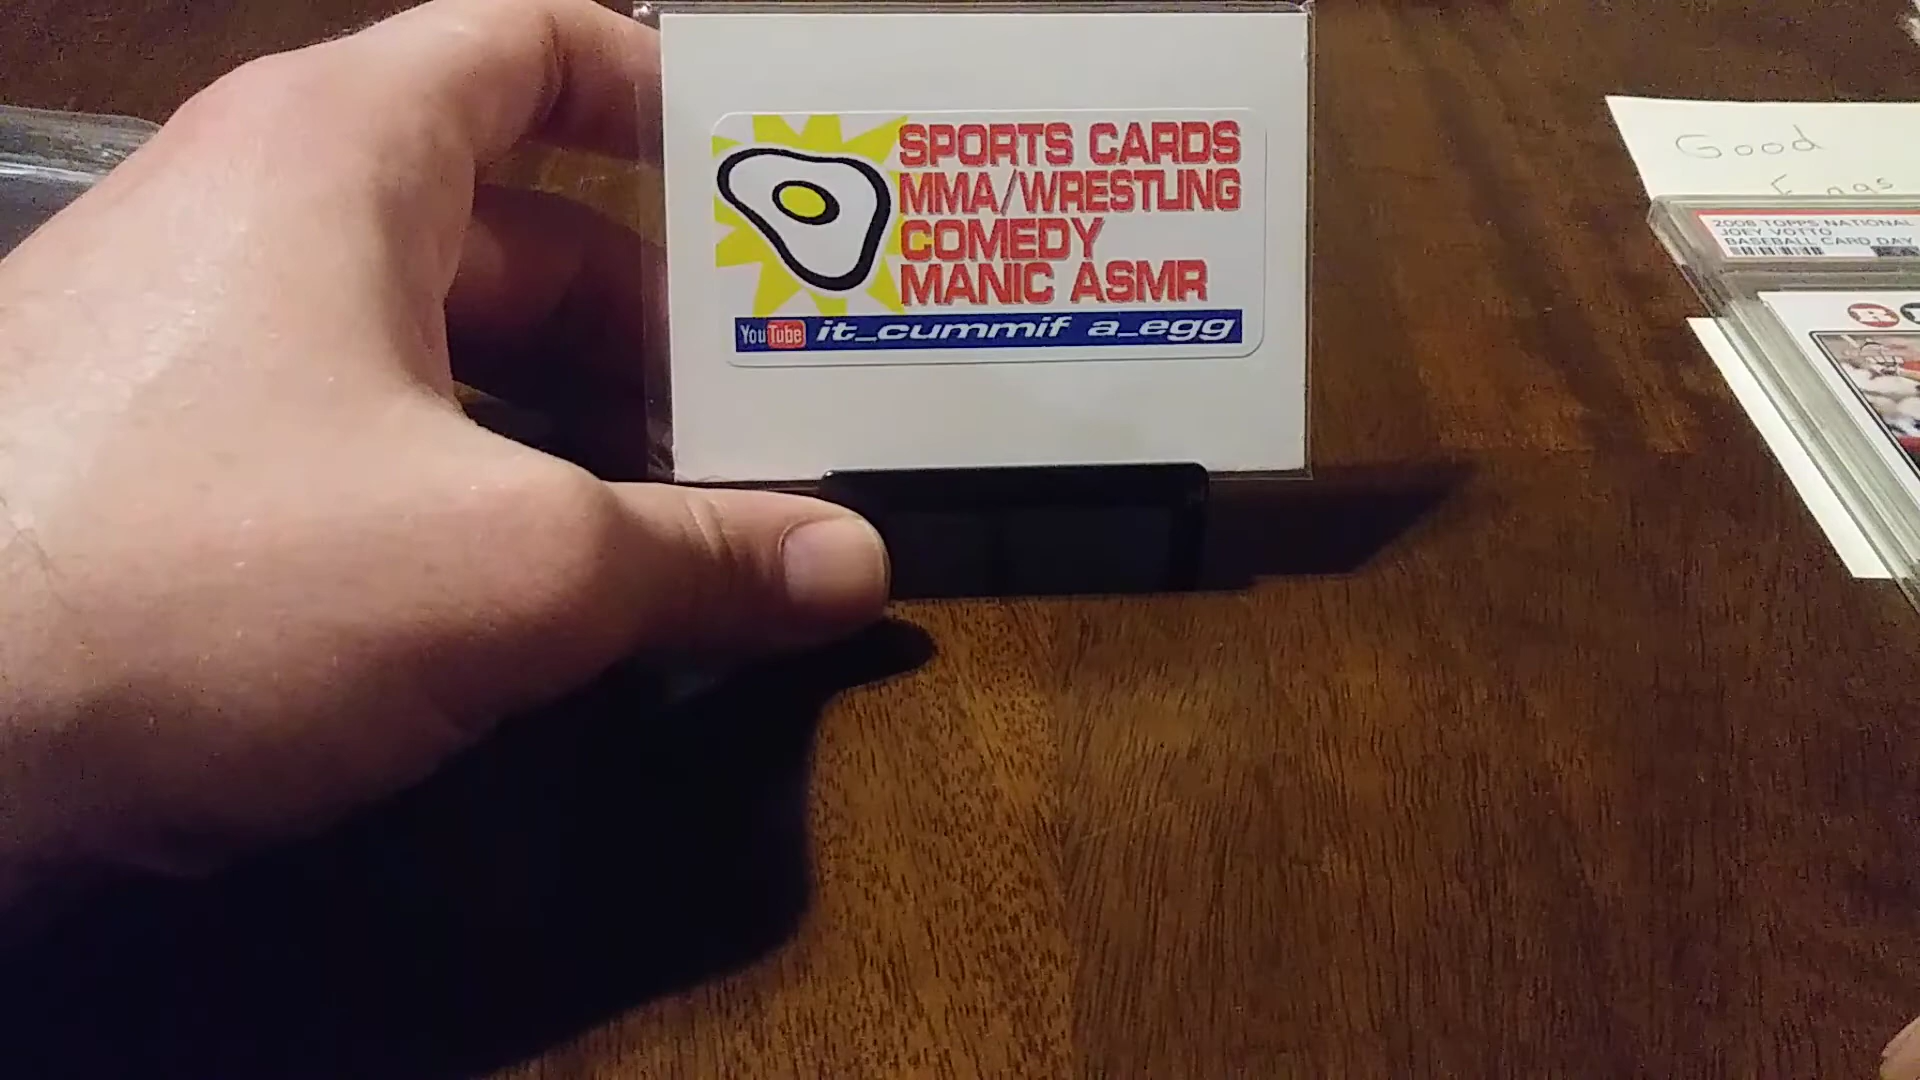 SPORTS CARDS
MMA/WRESTLING
COMEDY
MANIC ASMR
YouTube it_cummif a_egg
Good
2008 TOPPS NATIONAL
JOEY VOTTO
BASEBALL CARD DAY